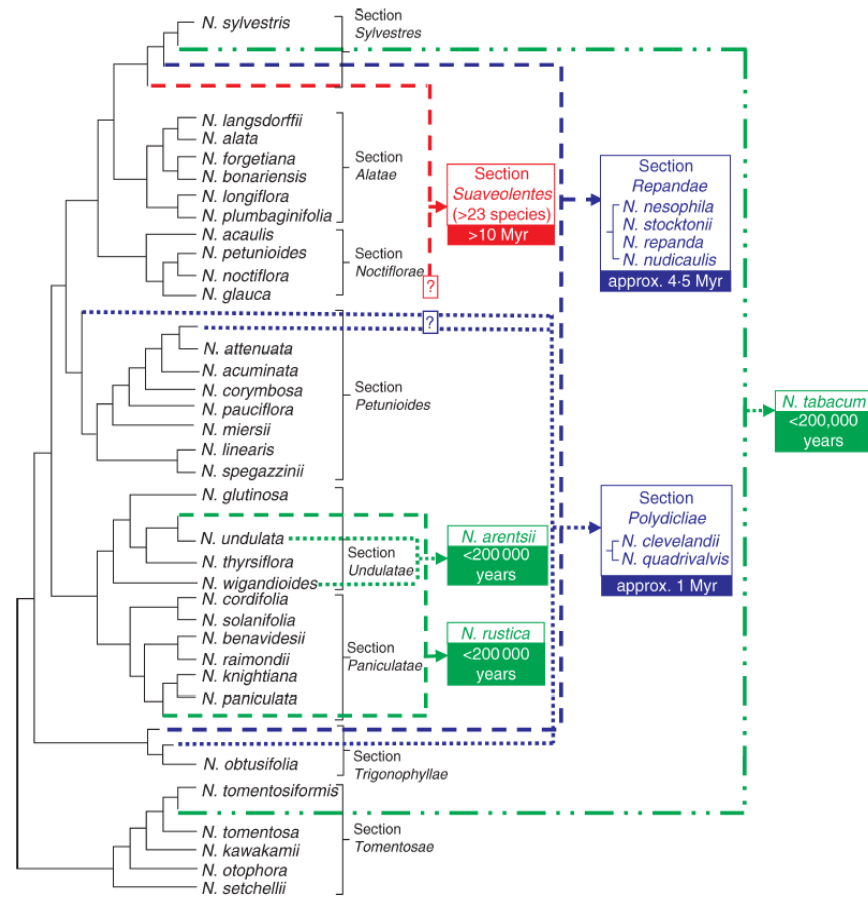 N. sylvestris
Section
Sylvestres
N. langsdorffii
N. alata
N. forgetiana
N. bonariensis
N. longiflora
N. plumbaginifolia
Section
Alatae
N. acaulis
N. petunioides
N. noctiflora
N. glauca
Section
Noctiflorae
?
?
N. attenuata
N. acuminata
N. corymbosa
N. pauciflora
N. miersii
N. linearis
N. spegazzinii
Section
Petunioides
N. glutinosa
N. undulata
N. thyrsiflora
N. wigandioides
Section
Undulatae
N. cordifolia
N. solanifolia
N. benavidesii
N. raimondii
N. knightiana
N. paniculata
Section
Paniculatae
N. obtusifolia
Section
Trigonophyllae
N. tomentosiformis
N. tomentosa
N. kawakamii
N. otophora
N. setchellii
Section
Tomentosae
Section
Suaveolentes
(>23 species)
>10 Myr
N. arentsii
<200 000
years
N. rustica
<200 000
years
Section
Repandae
N. nesophila
N. stocktonii
N. repanda
N. nudicaulis
approx. 4·5 Myr
Section
Polydicliae
N. clevelandii
N. quadrivalvis
approx. 1 Myr
N. tabacum
<200,000
years